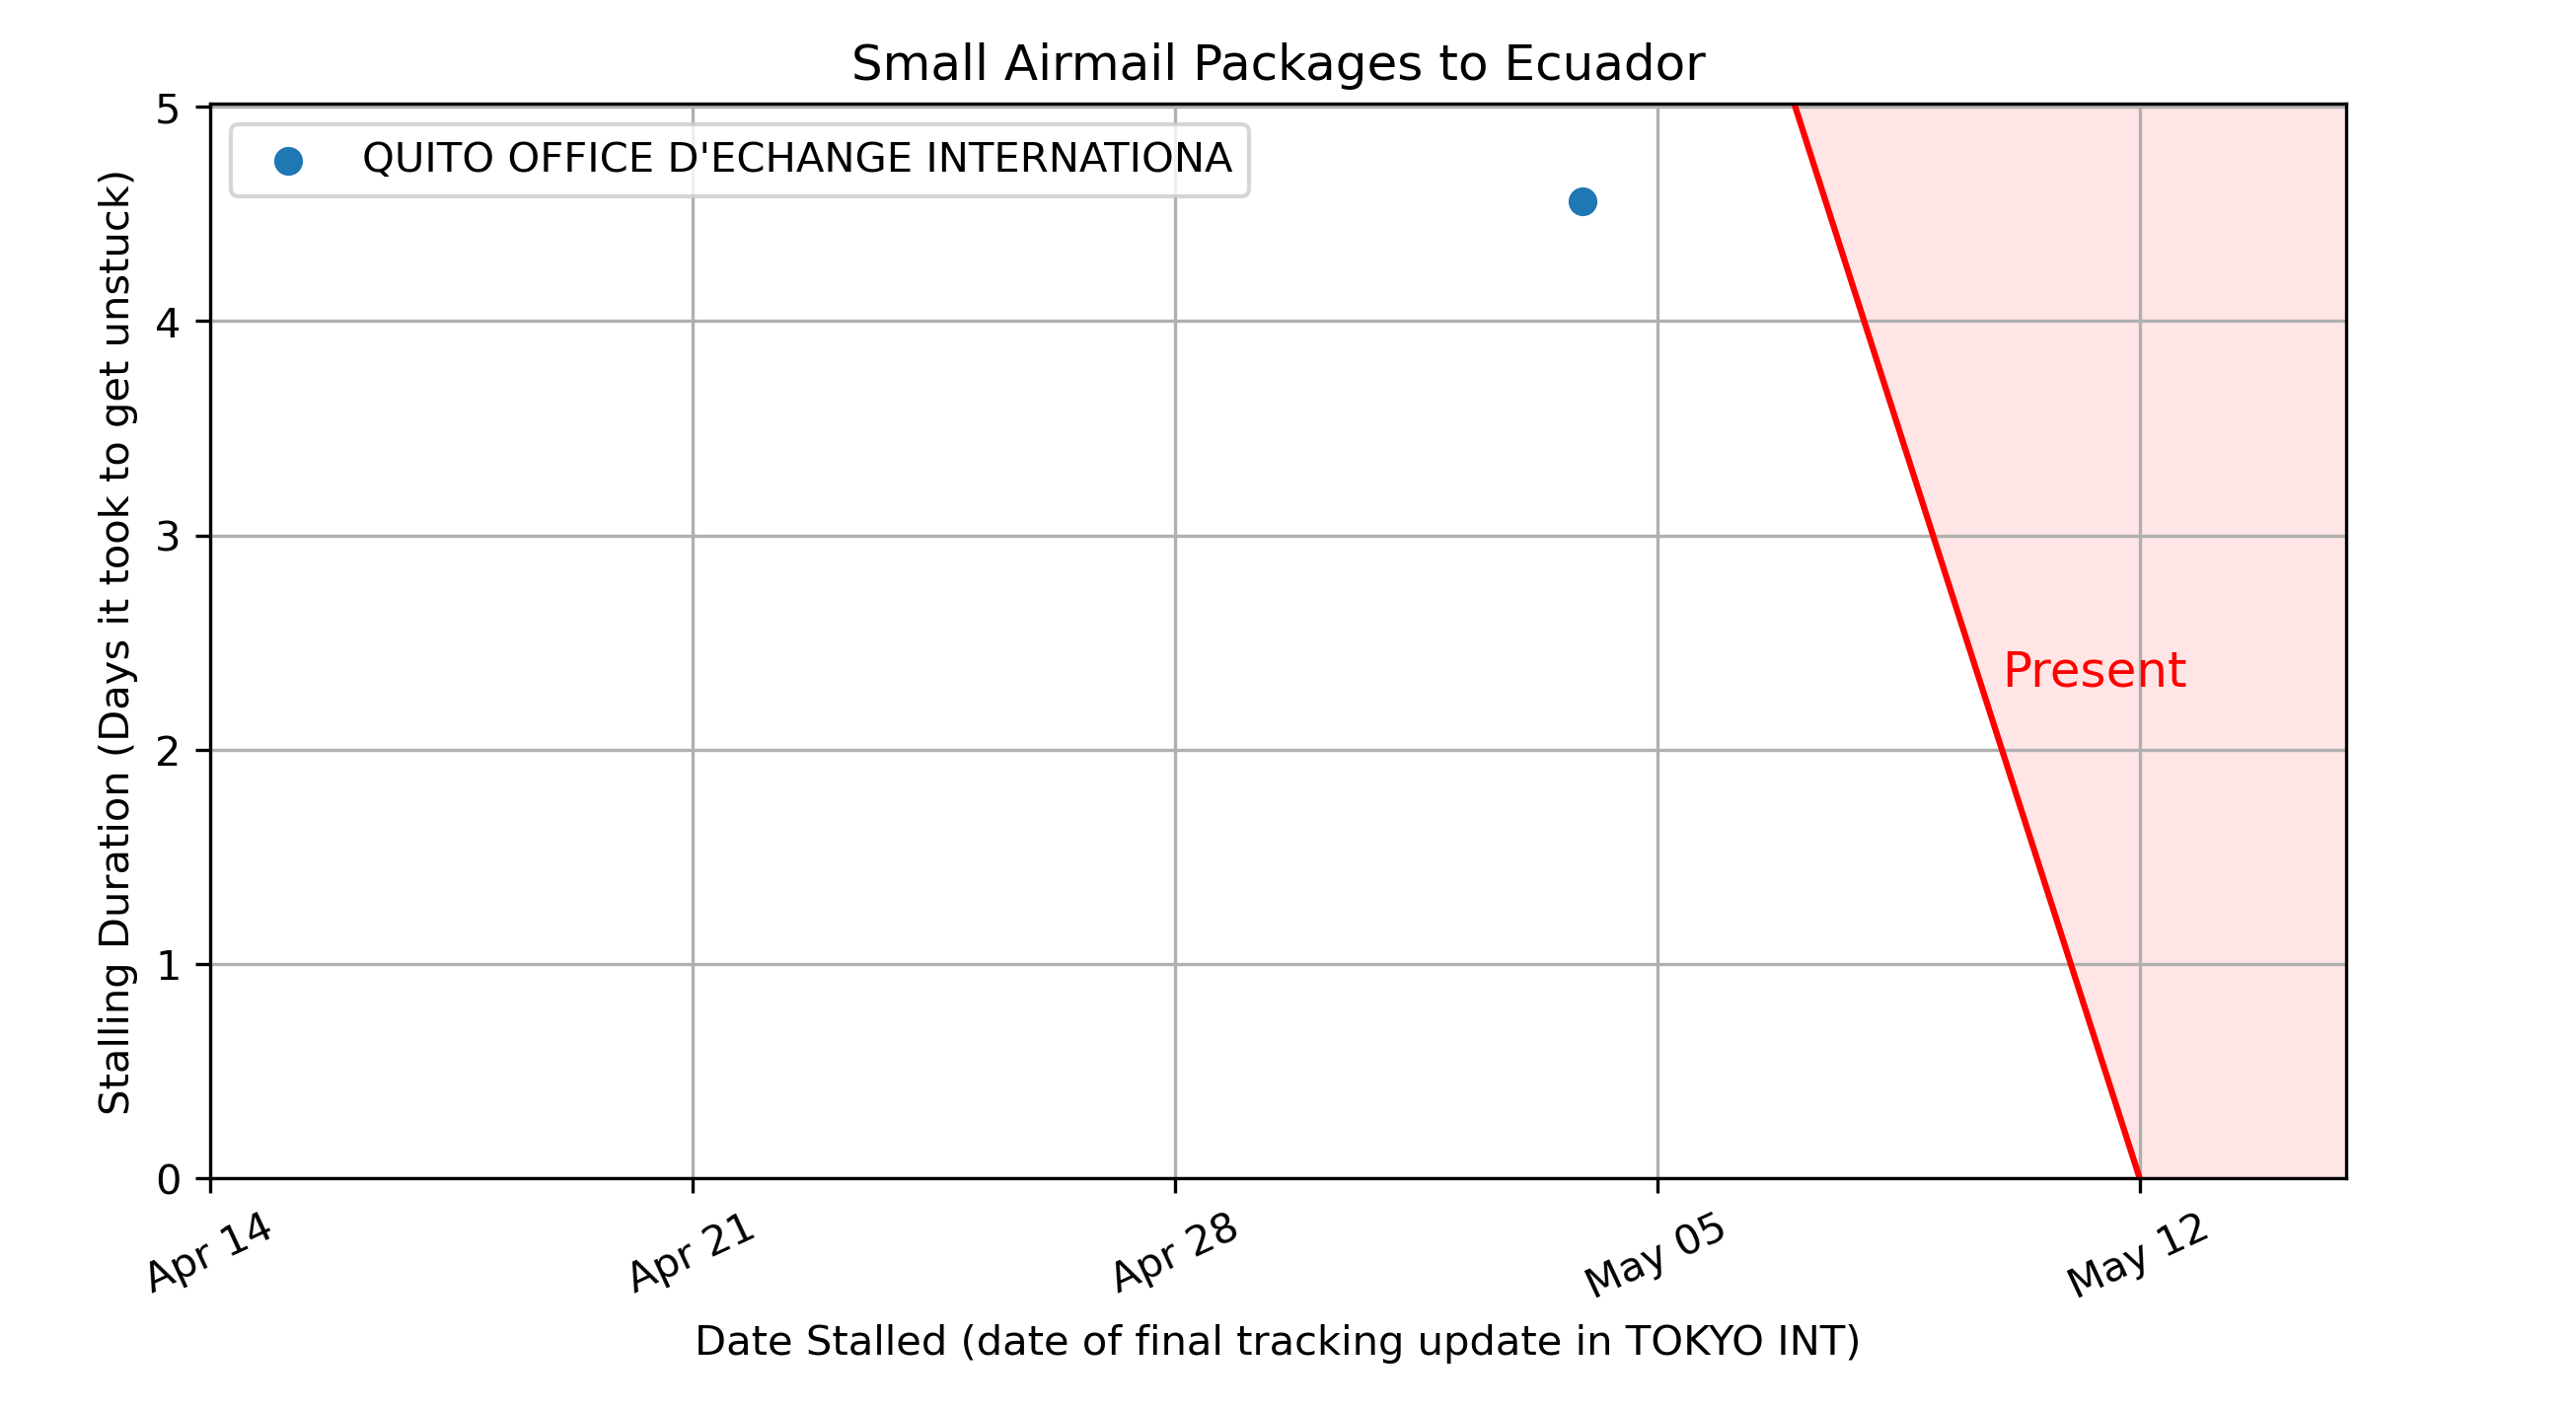 Small Airmail Packages to Ecuador
5
QUITO OFFICE D'ECHANGE INTERNATIONA
4
3
2
1
0
Stalling Duration (Days it took to get unstuck)
Present
Apr 14
Apr 21
Apr 28
May 05
May 12
Date Stalled (date of final tracking update in TOKYO INT)